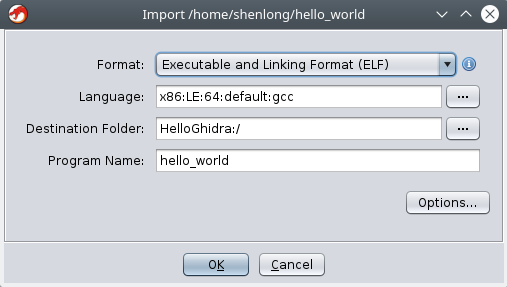 Import /home/shenlong/hello_world
Format: Executable and Linking Format (ELF)
Language: x86:LE:64:default:gcc ...
Destination Folder: HelloGhidra:/ ...
Program Name: hello_world
Options...
OK Cancel